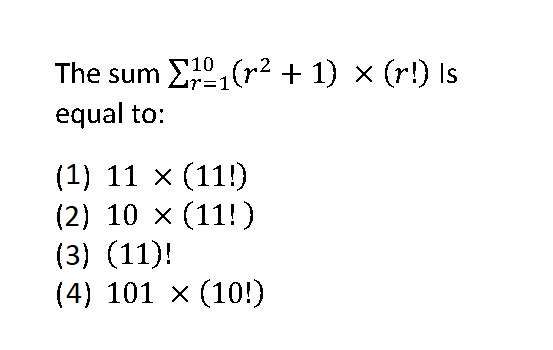 The sum ∑¹⁰ᵣ₌₁(r² + 1) × (r!) Is
equal to:
(1) 11 × (11!)
(2) 10 × (11! )
(3) (11)!
(4) 101 × (10!)